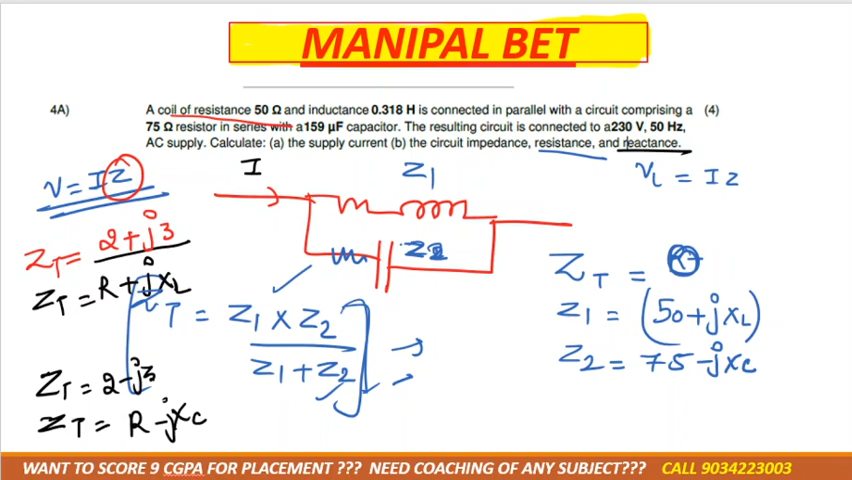 MANIPAL BET
4A) A coil of resistance 50 Ω and inductance 0.318 H is connected in parallel with a circuit comprising a (4)
75 Ω resistor in series with a159 µF capacitor. The resulting circuit is connected to a230 V, 50 Hz,
AC supply. Calculate: (a) the supply current (b) the circuit impedance, resistance, and reactance.
V = IZ
I
Z1
VL = IZ
ZT = 2+j3
Z2
ZT =
ZT = R+jXL
ZT = Z1 x Z2
Z1+Z2
Z1 = (50+jXL)
Z2 = 75-jXC
ZT = 2-j3
ZT = R-jXC
WANT TO SCORE 9 CGPA FOR PLACEMENT ??? NEED COACHING OF ANY SUBJECT??? CALL 9034223003